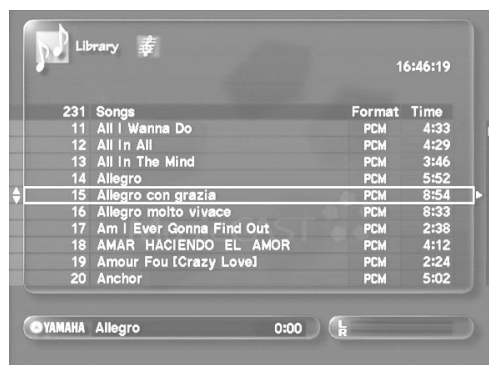 Library
16:46:19
231 Songs Format Time
11 All I Wanna Do PCM 4:33
12 All In All PCM 4:29
13 All In The Mind PCM 3:46
14 Allegro PCM 5:52
15 Allegro con grazia PCM 8:54
16 Allegro molto vivace PCM 8:33
17 Am I Ever Gonna Find Out PCM 2:38
18 AMAR HACIENDO EL AMOR PCM 4:12
19 Amour Fou [Crazy Love] PCM 2:24
20 Anchor PCM 5:02
YAMAHA Allegro 0:00 L
R